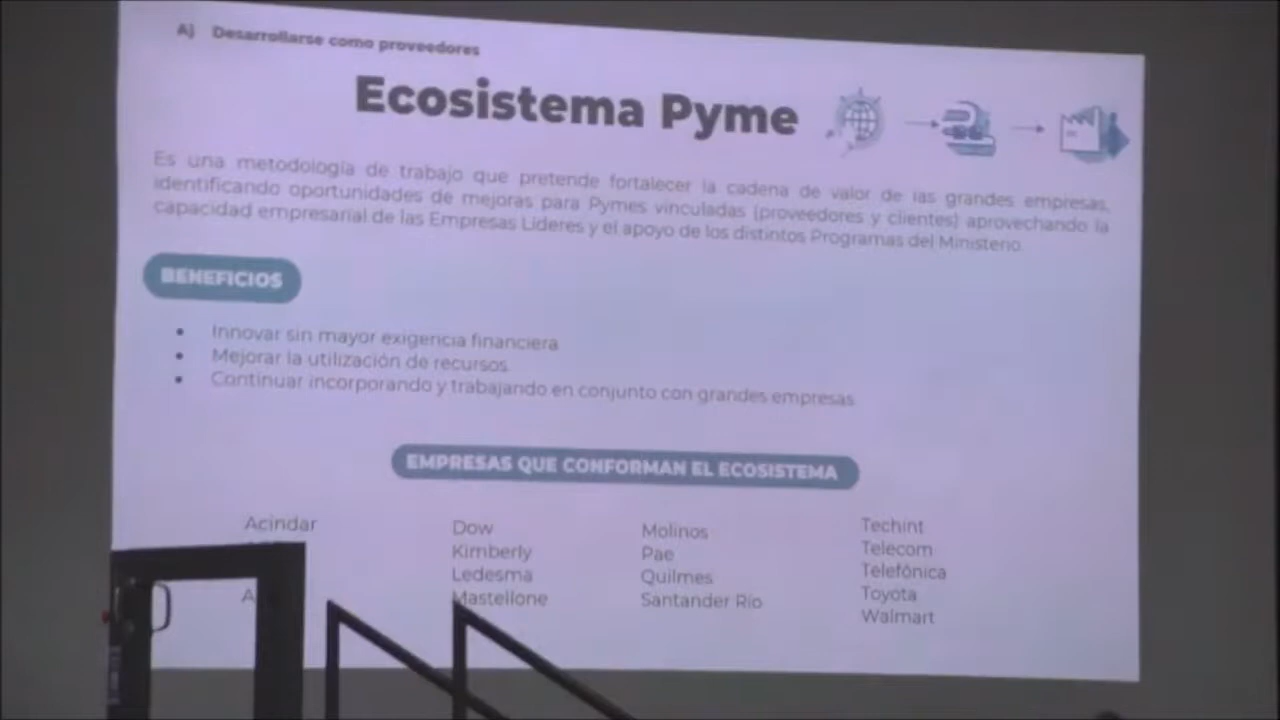 A) Desarrollarse como proveedores
Ecosistema Pyme
Es una metodología de trabajo que pretende fortalecer la cadena de valor de las grandes empresas,
identificando oportunidades de mejoras para Pymes vinculadas (proveedores y clientes) aprovechando la
capacidad empresarial de las Empresas Lideres y el apoyo de los distintos Programas del Ministerio
BENEFICIOS
• Innovar sin mayor exigencia financiera
• Mejorar la utilización de recursos
• Continuar incorporando y trabajando en conjunto con grandes empresas
EMPRESAS QUE CONFORMAN EL ECOSISTEMA
Acindar
Dow
Kimberly
Ledesma
Mastellone
Molinos
Pae
Quilmes
Santander Río
Techint
Telecom
Telefónica
Toyota
Walmart